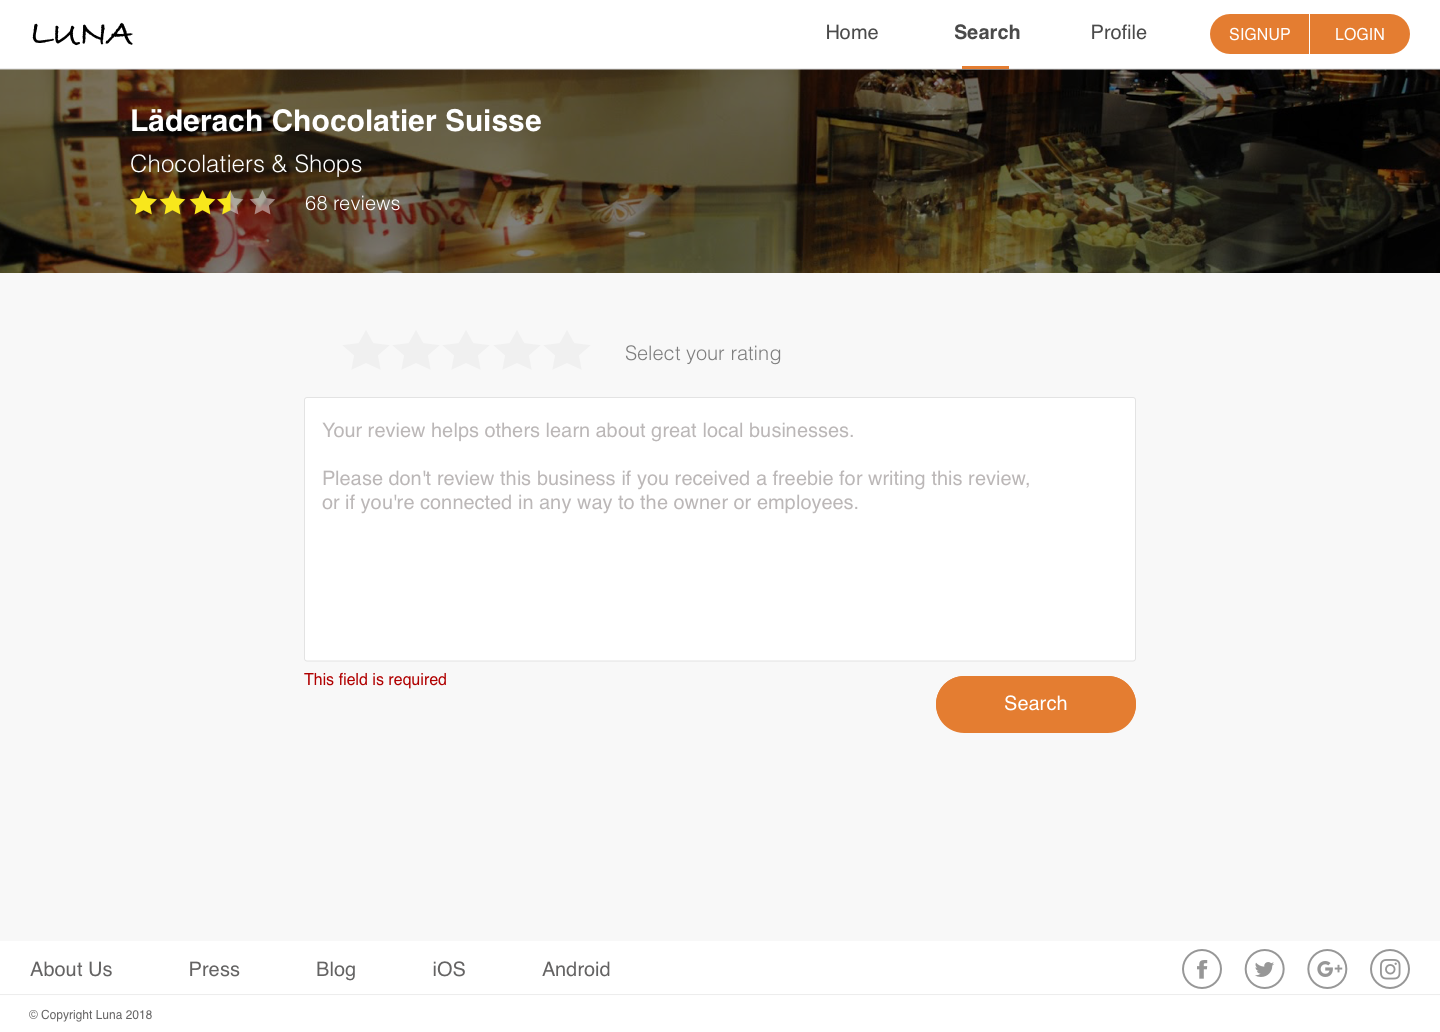 LUNA
Home
Search
Profile
SIGNUP
LOGIN
Läderach Chocolatier Suisse
Chocolatiers & Shops
68 reviews
Select your rating
Your review helps others learn about great local businesses.
Please don't review this business if you received a freebie for writing this review,
or if you're connected in any way to the owner or employees.
This field is required
Search
About Us
Press
Blog
iOS
Android
© Copyright Luna 2018